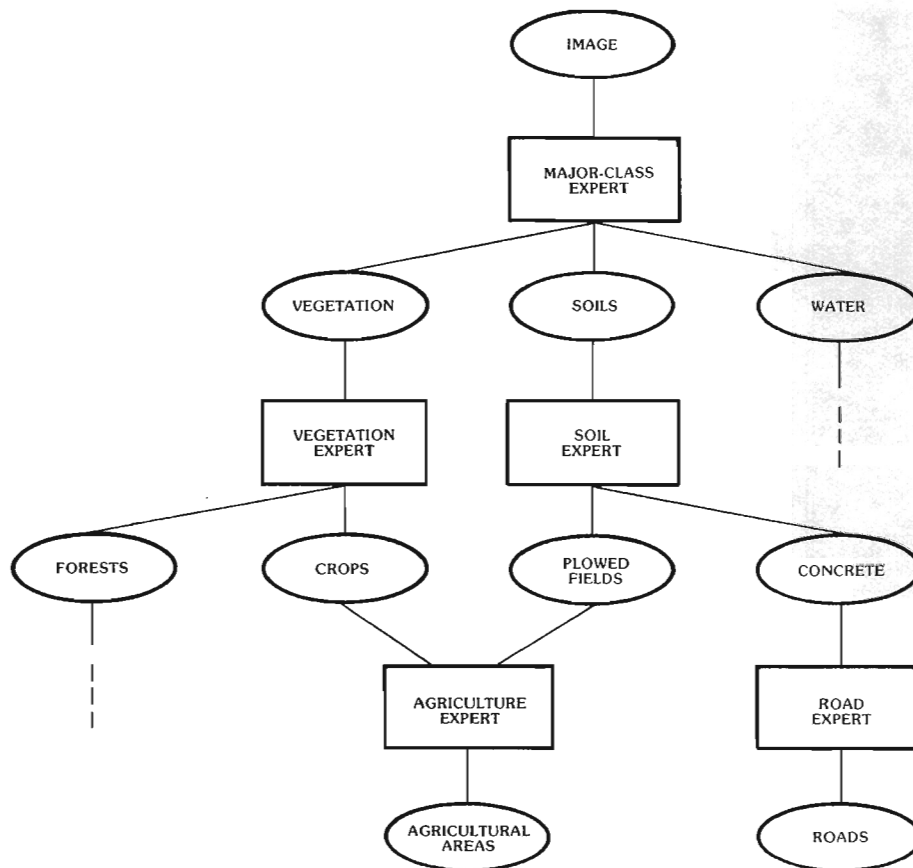 IMAGE
MAJOR-CLASS
EXPERT
VEGETATION
SOILS
WATER
VEGETATION
EXPERT
SOIL
EXPERT
FORESTS
CROPS
PLOWED
FIELDS
CONCRETE
AGRICULTURE
EXPERT
ROAD
EXPERT
AGRICULTURAL
AREAS
ROADS